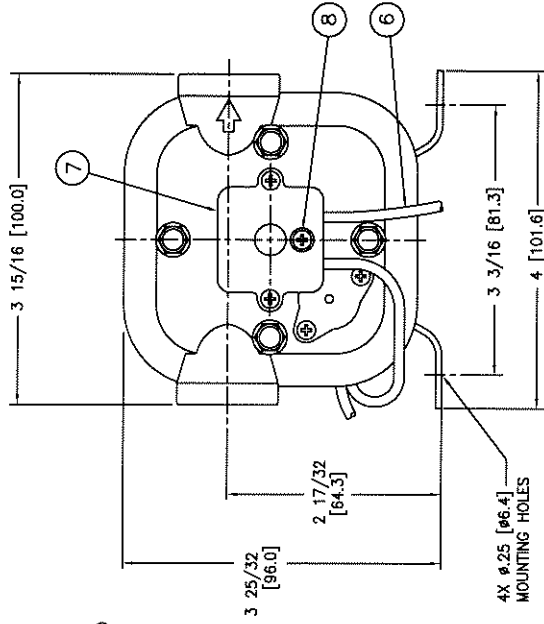 3 15/16 [100.0]
7
8
6
3 25/32
[96.0]
2 17/32
[64.3]
3 3/16 [81.3]
4 [101.6]
4X ø.25 [ø6.4]
MOUNTING HOLES